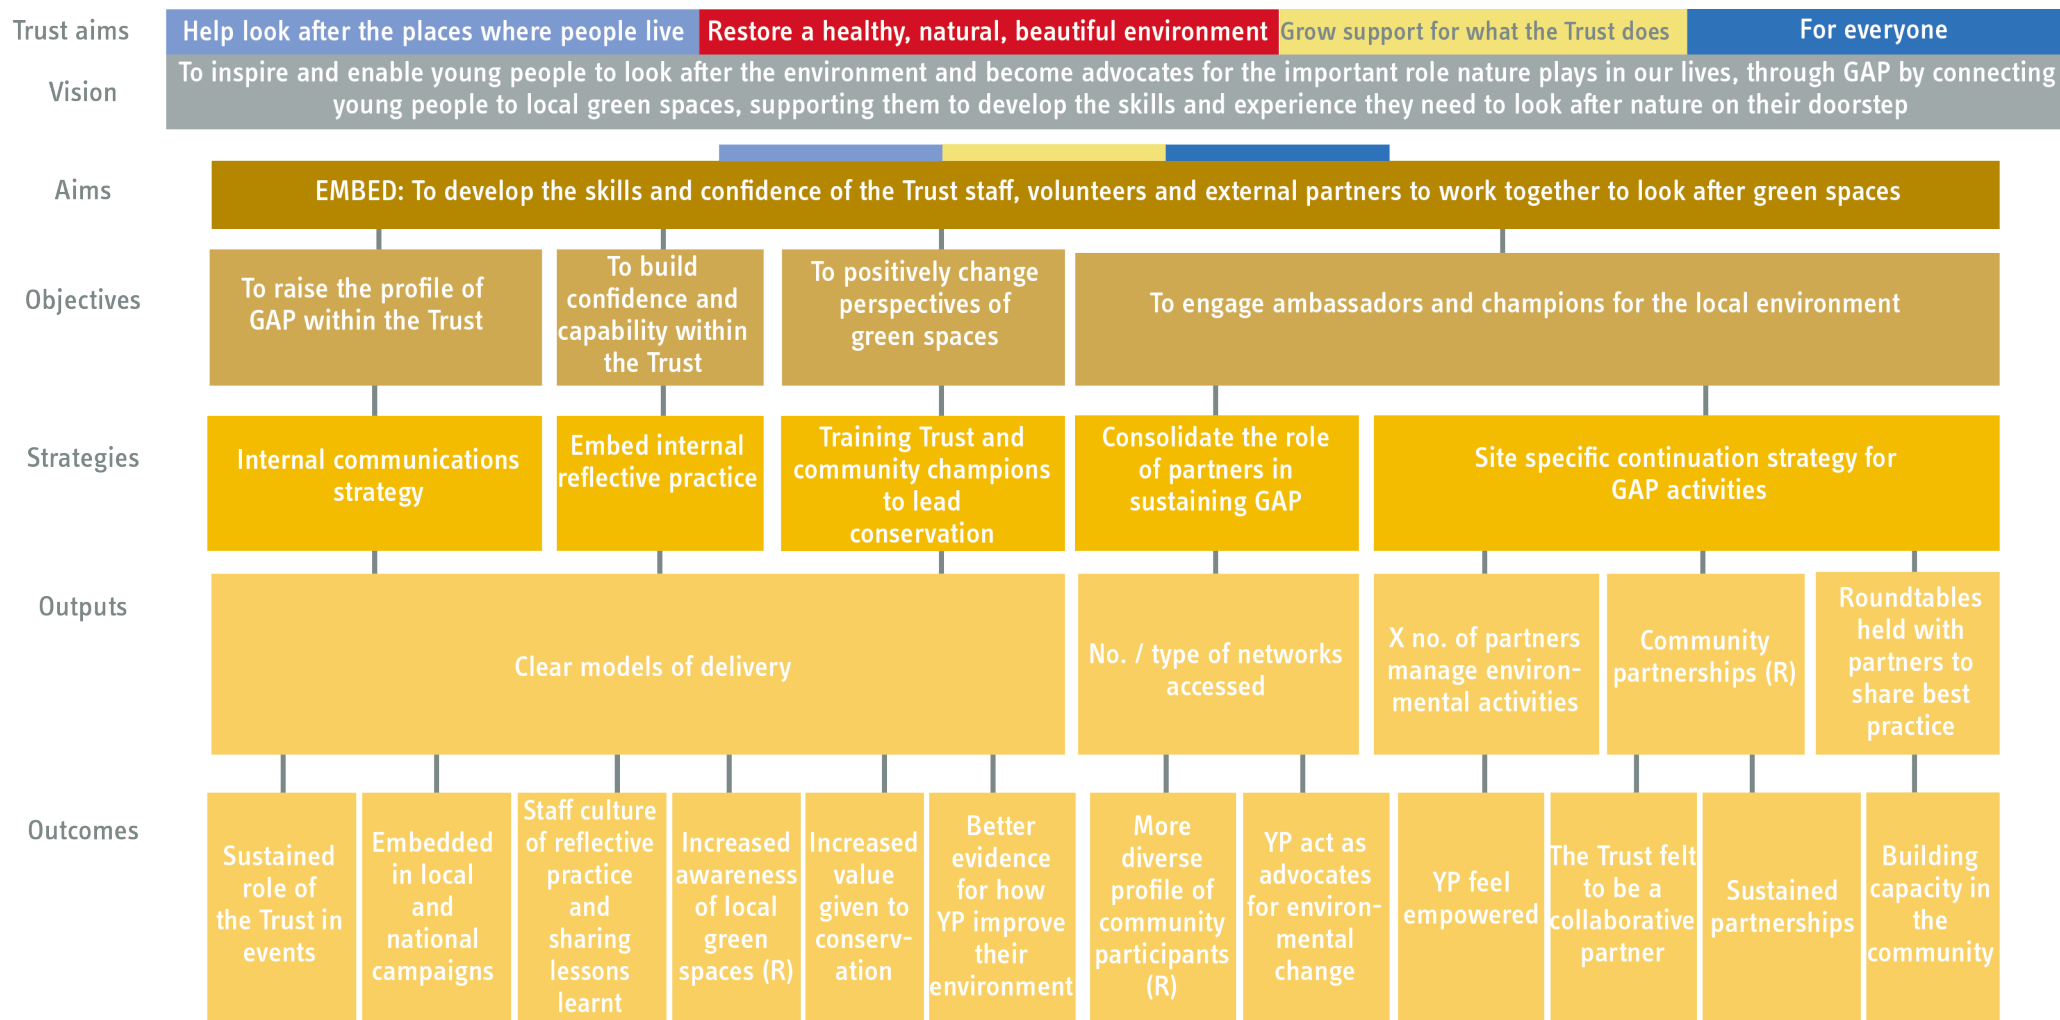 Trust aims
Help look after the places where people live
Restore a healthy, natural, beautiful environment
Grow support for what the Trust does
For everyone
Vision
To inspire and enable young people to look after the environment and become advocates for the important role nature plays in our lives, through GAP by connecting
young people to local green spaces, supporting them to develop the skills and experience they need to look after nature on their doorstep
Aims
EMBED: To develop the skills and confidence of the Trust staff, volunteers and external partners to work together to look after green spaces
Objectives
To raise the profile of
GAP within the Trust
To build
confidence and
capability within
the Trust
To positively change
perspectives of
green spaces
To engage ambassadors and champions for the local environment
Strategies
Internal communications
strategy
Embed internal
reflective practice
Training Trust and
community champions
to lead
conservation
Consolidate the role
of partners in
sustaining GAP
Site specific continuation strategy for
GAP activities
Outputs
Clear models of delivery
No. / type of networks
accessed
X no. of partners
manage environ-
mental activities
Community
partnerships (R)
Roundtables
held with
partners to
share best
practice
Outcomes
Sustained
role of
the Trust in
events
Embedded
in local
and
national
campaigns
Staff culture
of reflective
practice
and
sharing
lessons
learnt
Increased
awareness
of local
green
spaces (R)
Increased
value
given to
conserv-
ation
Better
evidence
for how
YP improve
their
environment
More
diverse
profile of
community
participants
(R)
YP act as
advocates
for environ-
mental
change
YP feel
empowered
The Trust felt
to be a
collaborative
partner
Sustained
partnerships
Building
capacity in
the
community